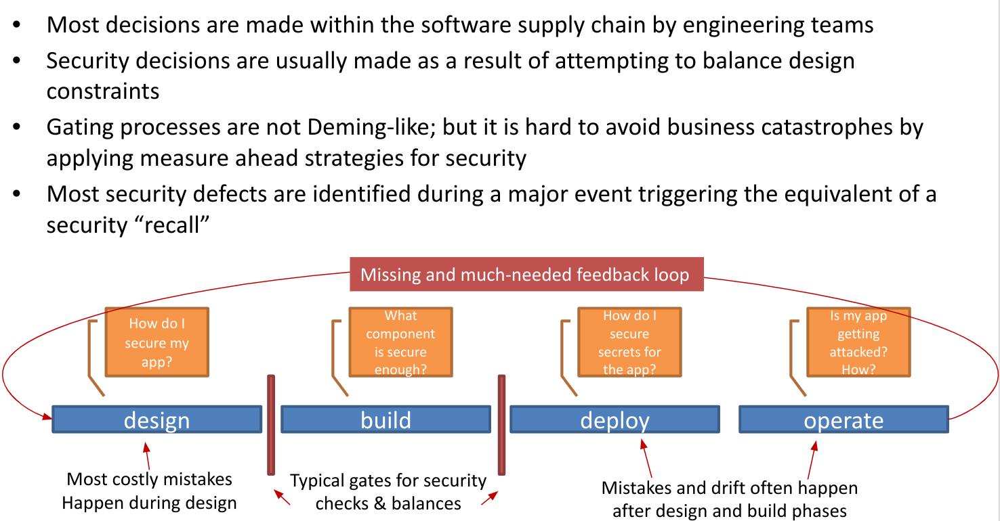 • Most decisions are made within the software supply chain by engineering teams
• Security decisions are usually made as a result of attempting to balance design
constraints
• Gating processes are not Deming-like; but it is hard to avoid business catastrophes by
applying measure ahead strategies for security
• Most security defects are identified during a major event triggering the equivalent of a
security “recall”
Missing and much-needed feedback loop
How do I
secure my
app?
What
component
is secure
enough?
How do I
secure
secrets for
the app?
Is my app
getting
attacked?
How?
design
build
deploy
operate
Most costly mistakes
Happen during design
Typical gates for security
checks & balances
Mistakes and drift often happen
after design and build phases